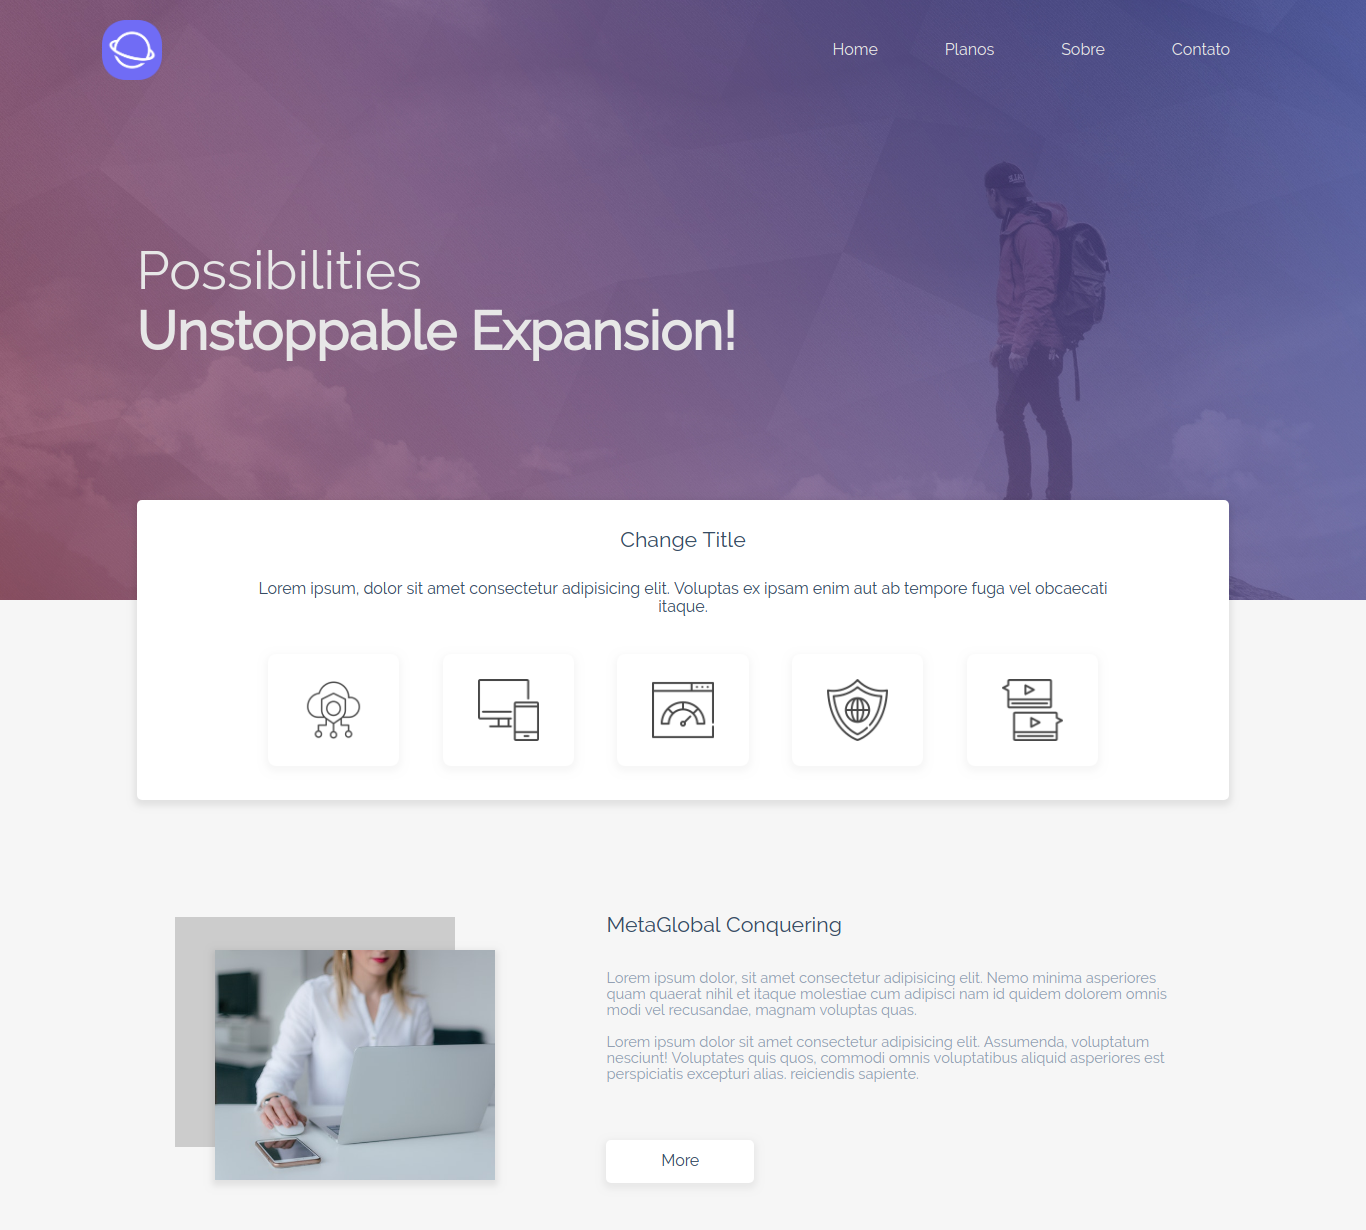 Home Planos Sobre Contato
Possibilities
Unstoppable Expansion!
Change Title
Lorem ipsum, dolor sit amet consectetur adipisicing elit. Voluptas ex ipsam enim aut ab tempore fuga vel obcaecati
itaque.
MetaGlobal Conquering
Lorem ipsum dolor, sit amet consectetur adipisicing elit. Nemo minima asperiores
quam quaerat nihil et itaque molestiae cum adipisci nam id quidem dolorem omnis
modi vel recusandae, magnam voluptas quas.
Lorem ipsum dolor sit amet consectetur adipisicing elit. Assumenda, voluptatum
nesciunt! Voluptates quis quos, commodi omnis voluptatibus aliquid asperiores est
perspiciatis excepturi alias. reiciendis sapiente.
More